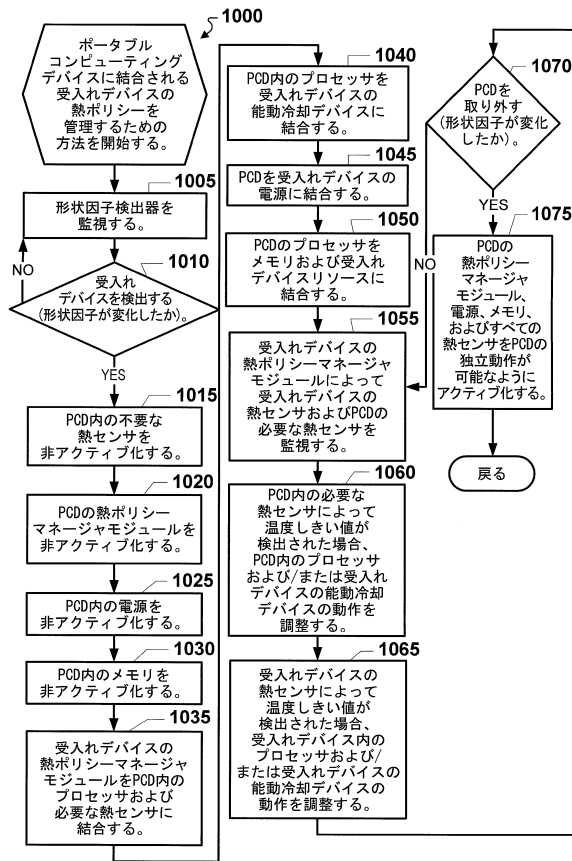 1000
ポータブル
コンピューティング
デバイスに結合される
受入れデバイスの
熱ポリシーを
管理するための
方法を開始する。
1005
形状因子検出器を
監視する。
NO
1010
受入れ
デバイスを検出する
(形状因子が変化したか)。
YES
1015
PCD内の不要な
熱センサを
非アクティブ化する。
1020
PCDの熱ポリシー
マネージャモジュールを
非アクティブ化する。
1025
PCD内の電源を
非アクティブ化する。
1030
PCD内のメモリを
非アクティブ化する。
1035
受入れデバイスの
熱ポリシーマネージャ
モジュールをPCD内の
プロセッサおよび
必要な熱センサに
結合する。
1040
PCD内のプロセッサを
受入れデバイスの
能動冷却デバイスに
結合する。
1045
PCDを受入れデバイスの
電源に結合する。
1050
PCDのプロセッサを
メモリおよび受入れ
デバイスリソースに
結合する。
1055
受入れデバイスの
熱ポリシーマネージャ
モジュールによって
受入れデバイスの
熱センサおよびPCDの
必要な熱センサを
監視する。
1060
PCD内の必要な
熱センサによって
温度しきい値が
検出された場合、
PCD内のプロセッサ
および/または受入れ
デバイスの能動冷却
デバイスの動作を
調整する。
1065
受入れデバイスの
熱センサによって
温度しきい値が
検出された場合、
受入れデバイス内の
プロセッサおよび/
または受入れデバイスの
能動冷却デバイスの
動作を調整する。
1070
PCDを
取り外す
(形状因子が変化
したか)。
NO
YES
1075
PCDの
熱ポリシー
マネージャ
モジュール、
電源、メモリ、
およびすべての
熱センサをPCDの
独立動作が
可能なように
アクティブ化する。
戻る